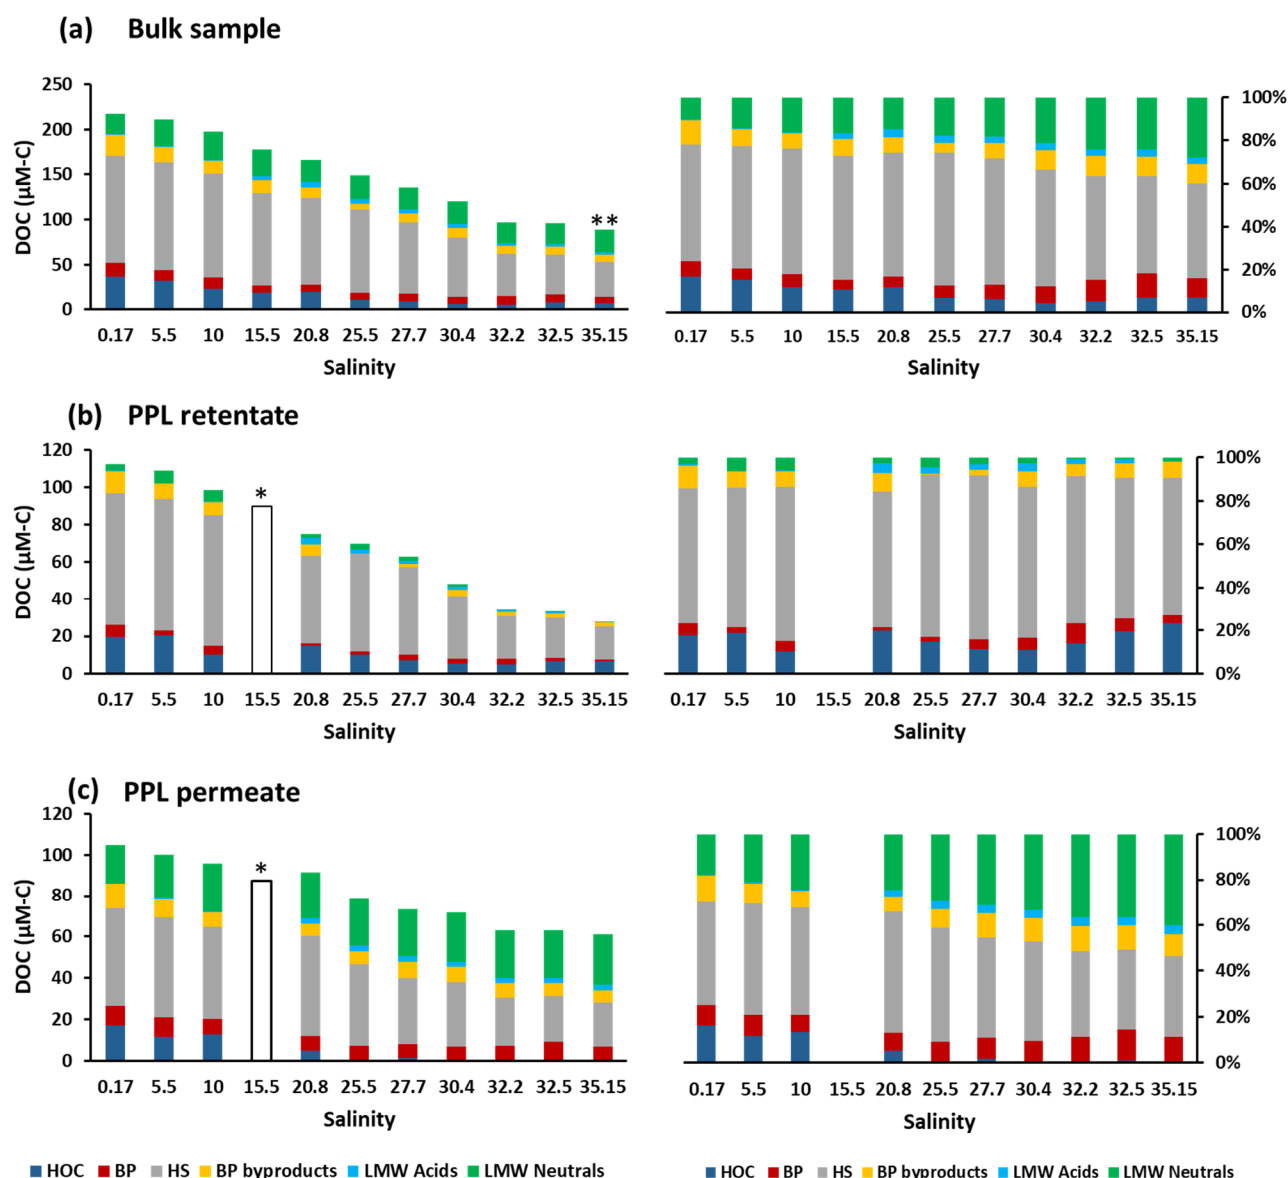 (a) Bulk sample
250
200
150
100
50
0
DOC (µM-C)
**
0.17 5.5 10 15.5 20.8 25.5 27.7 30.4 32.2 32.5 35.15
Salinity
100%
80%
60%
40%
20%
0%
0.17 5.5 10 15.5 20.8 25.5 27.7 30.4 32.2 32.5 35.15
Salinity
(b) PPL retentate
120
100
80
60
40
20
0
DOC (µM-C)
*
0.17 5.5 10 15.5 20.8 25.5 27.7 30.4 32.2 32.5 35.15
Salinity
100%
80%
60%
40%
20%
0%
0.17 5.5 10 15.5 20.8 25.5 27.7 30.4 32.2 32.5 35.15
Salinity
(c) PPL permeate
120
100
80
60
40
20
0
DOC (µM-C)
*
0.17 5.5 10 15.5 20.8 25.5 27.7 30.4 32.2 32.5 35.15
Salinity
100%
80%
60%
40%
20%
0%
0.17 5.5 10 15.5 20.8 25.5 27.7 30.4 32.2 32.5 35.15
Salinity
HOC BP HS BP byproducts LMW Acids LMW Neutrals
HOC BP HS BP byproducts LMW Acids LMW Neutrals